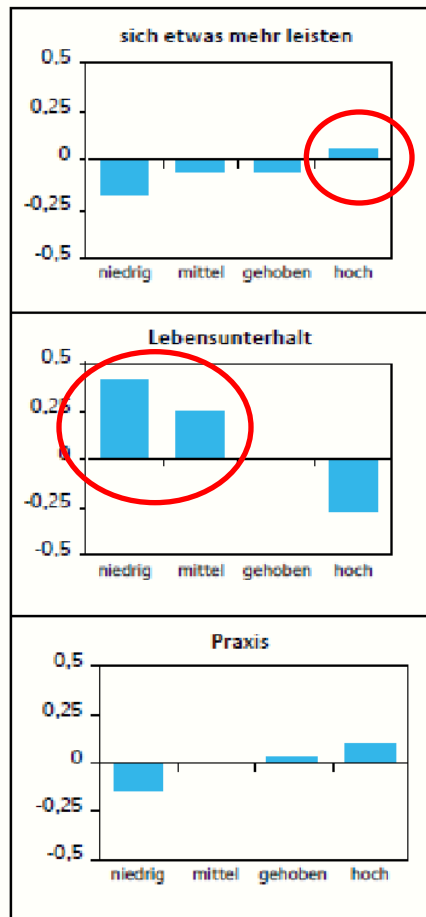 sich etwas mehr leisten
0,5
0,25
0
-0,25
-0,5
niedrig mittel gehoben hoch
Lebensunterhalt
0,5
0,25
0
-0,25
-0,5
niedrig mittel gehoben hoch
Praxis
0,5
0,25
0
-0,25
-0,5
niedrig mittel gehoben hoch